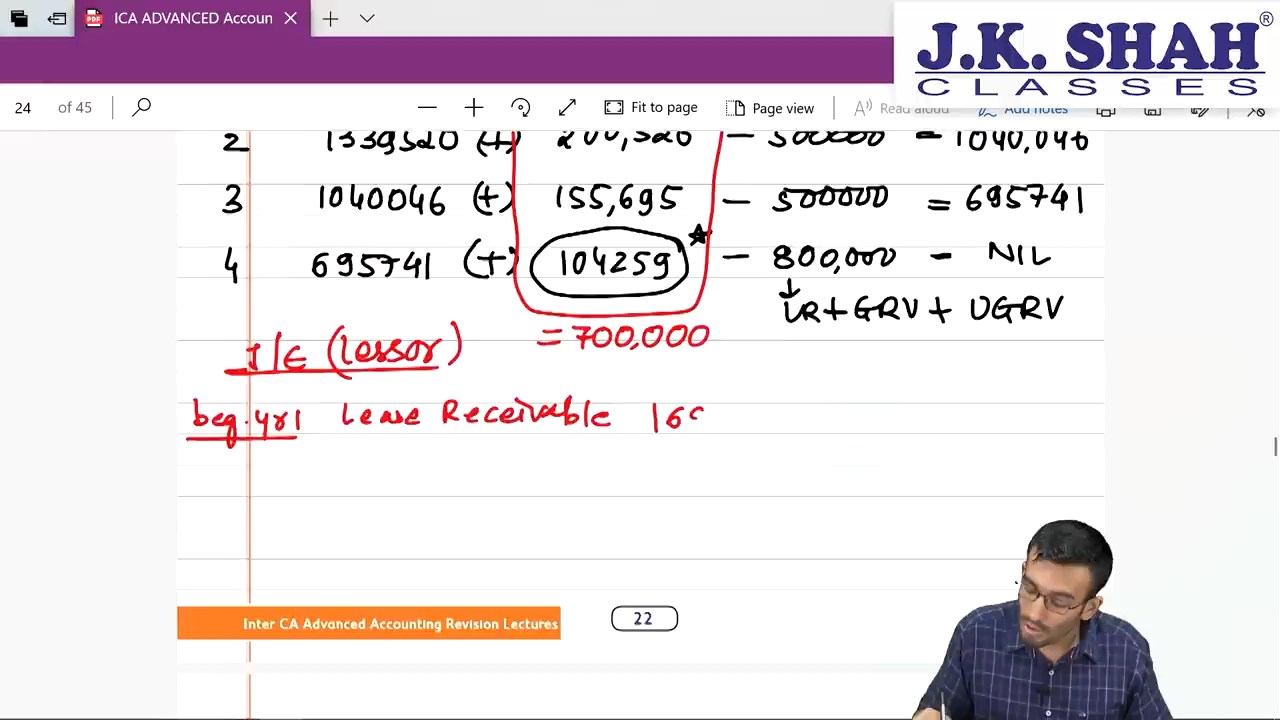 ICA ADVANCED Accoun
J.K. SHAH®
CLASSES
24 of 45
Fit to page
Page view
Read aloud
Add notes
2 1339520 (+) 200,526 - 500000 = 1040,046
3 1040046 (+) 155,695 - 500000 = 695741
4 695741 (+) 104259 - 800,000 - NIL
LR + GRV + UGRV
= 700,000
J/E (Lessor)
beg. yr1 Lease Receivable 16
Inter CA Advanced Accounting Revision Lectures
22